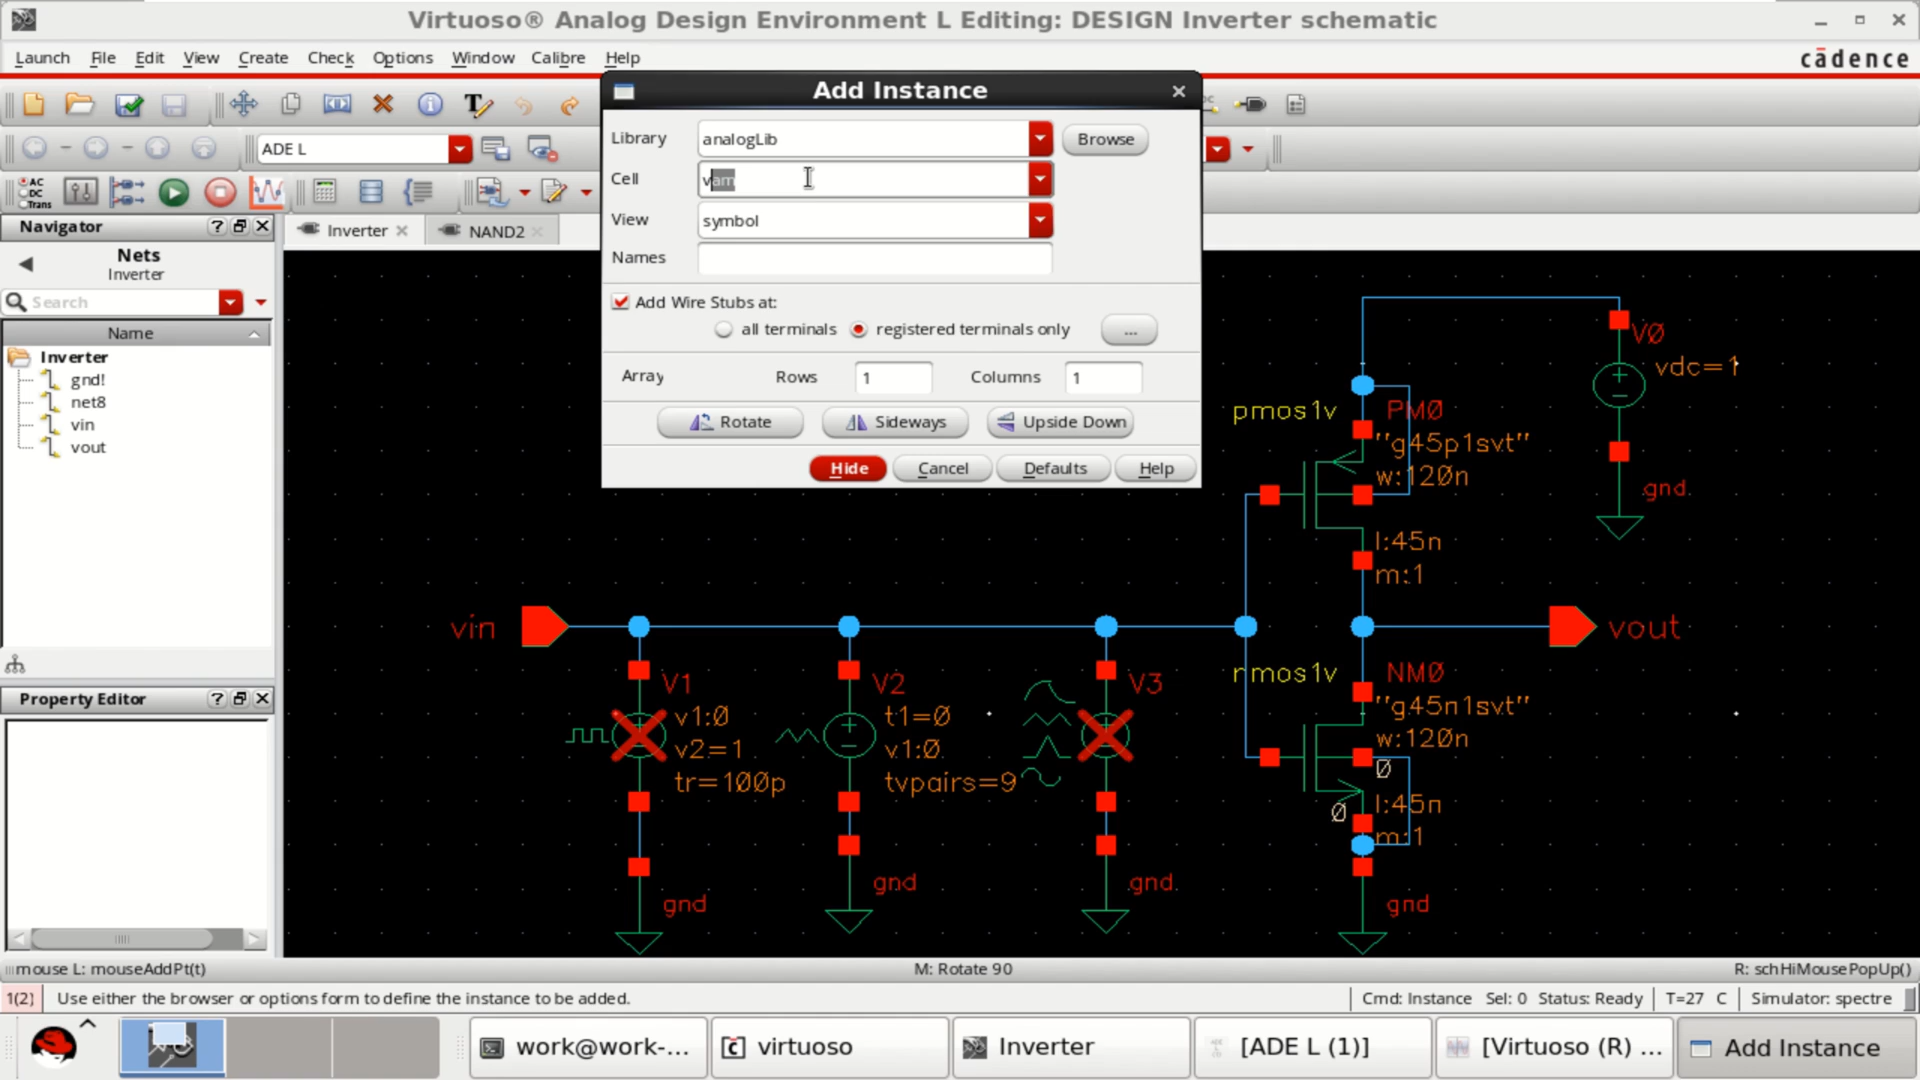 Virtuoso® Analog Design Environment L Editing: DESIGN Inverter schematic
Launch File Edit View Create Check Options Window Calibre Help
cādence
ADE L
AC
DC
Trans
Add Instance
Library analogLib Browse
Cell vam
View symbol
Names
Add Wire Stubs at:
all terminals registered terminals only ...
Array Rows 1 Columns 1
Rotate Sideways Upside Down
Hide Cancel Defaults Help
Navigator
Nets
Inverter
Search
Name
Inverter
gnd!
net8
vin
vout
Property Editor
Inverter NAND2
V0
vdc=1
gnd
pmos1v PM0
"g45p1svt"
w:120n
l:45n
m:1
vin
vout
V1
v1:0
v2=1
tr=100p
gnd
V2
t1=0
v1:0
tvpairs=9
gnd
V3
gnd
nmos1v NM0
"g45n1svt"
w:120n
0
l:45n
0
m:1
gnd
mouse L: mouseAddPt(t) M: Rotate 90 R: schHiMousePopUp()
1(2) Use either the browser or options form to define the instance to be added. Cmd: Instance Sel: 0 Status: Ready T=27 C Simulator: spectre
work@work-... virtuoso Inverter [ADE L (1)] [Virtuoso (R) ... Add Instance